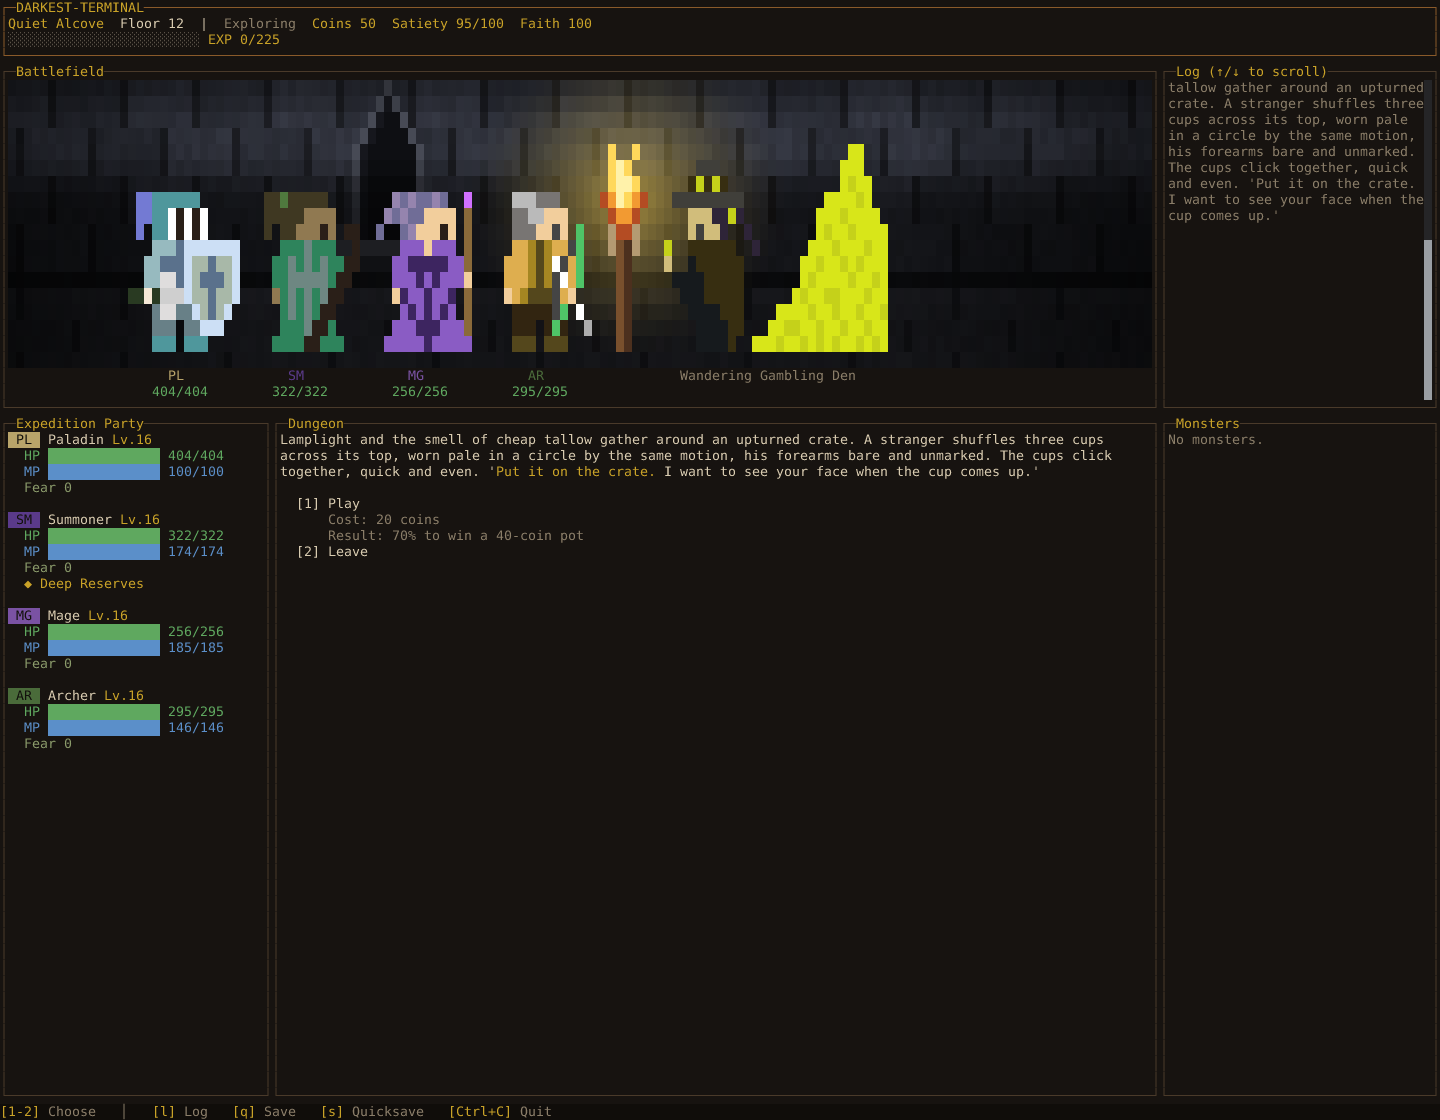 DARKEST-TERMINAL
Quiet Alcove  Floor 12  |  Exploring  Coins 50  Satiety 95/100  Faith 100
EXP 0/225
Battlefield
PL SM MG AR Wandering Gambling Den
404/404 322/322 256/256 295/295
Log (↑/↓ to scroll)
tallow gather around an upturned
crate. A stranger shuffles three
cups across its top, worn pale
in a circle by the same motion,
his forearms bare and unmarked.
The cups click together, quick
and even. 'Put it on the crate.
I want to see your face when the
cup comes up.'
Expedition Party
PL Paladin Lv.16
HP 404/404
MP 100/100
Fear 0
SM Summoner Lv.16
HP 322/322
MP 174/174
Fear 0
◆ Deep Reserves
MG Mage Lv.16
HP 256/256
MP 185/185
Fear 0
AR Archer Lv.16
HP 295/295
MP 146/146
Fear 0
Dungeon
Lamplight and the smell of cheap tallow gather around an upturned crate. A stranger shuffles three cups
across its top, worn pale in a circle by the same motion, his forearms bare and unmarked. The cups click
together, quick and even. 'Put it on the crate. I want to see your face when the cup comes up.'
[1] Play
Cost: 20 coins
Result: 70% to win a 40-coin pot
[2] Leave
Monsters
No monsters.
[1-2] Choose | [l] Log [q] Save [s] Quicksave [Ctrl+C] Quit